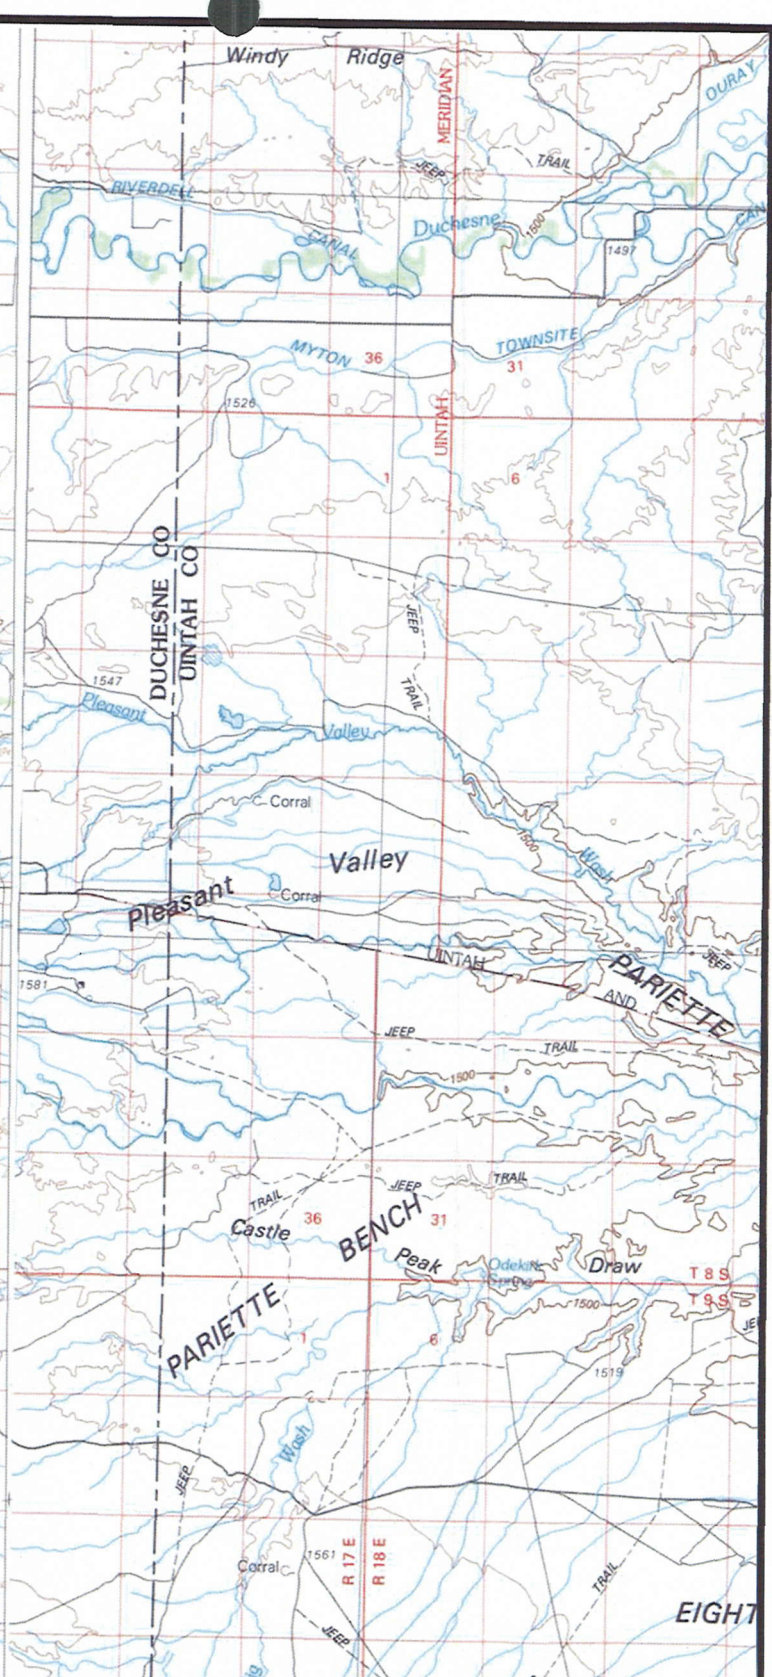 Windy Ridge
MERIDIAN
OURAY
JEEP TRAIL
RIVERDELL
CANAL
Duchesne
1500
CAN
1497
MYTON
36
TOWNSITE
31
1526
UINTAH
1
6
DUCHESNE CO
UINTAH CO
JEEP
TRAIL
1547
Pleasant
Valley
Corral
1500
Wash
Valley
Pleasant
Corral
UINTAH
AND
PARIETTE
JEEP
1581
JEEP
TRAIL
1500
TRAIL
JEEP
TRAIL
36
31
Castle
BENCH
Peak
Odekirk
Spring
Draw
T 8 S
T 9 S
PARIETTE
1500
JE
1
6
1519
Wash
JEEP
1561
R 17 E
R 18 E
Corral
TRAIL
EIGHT
JEEP